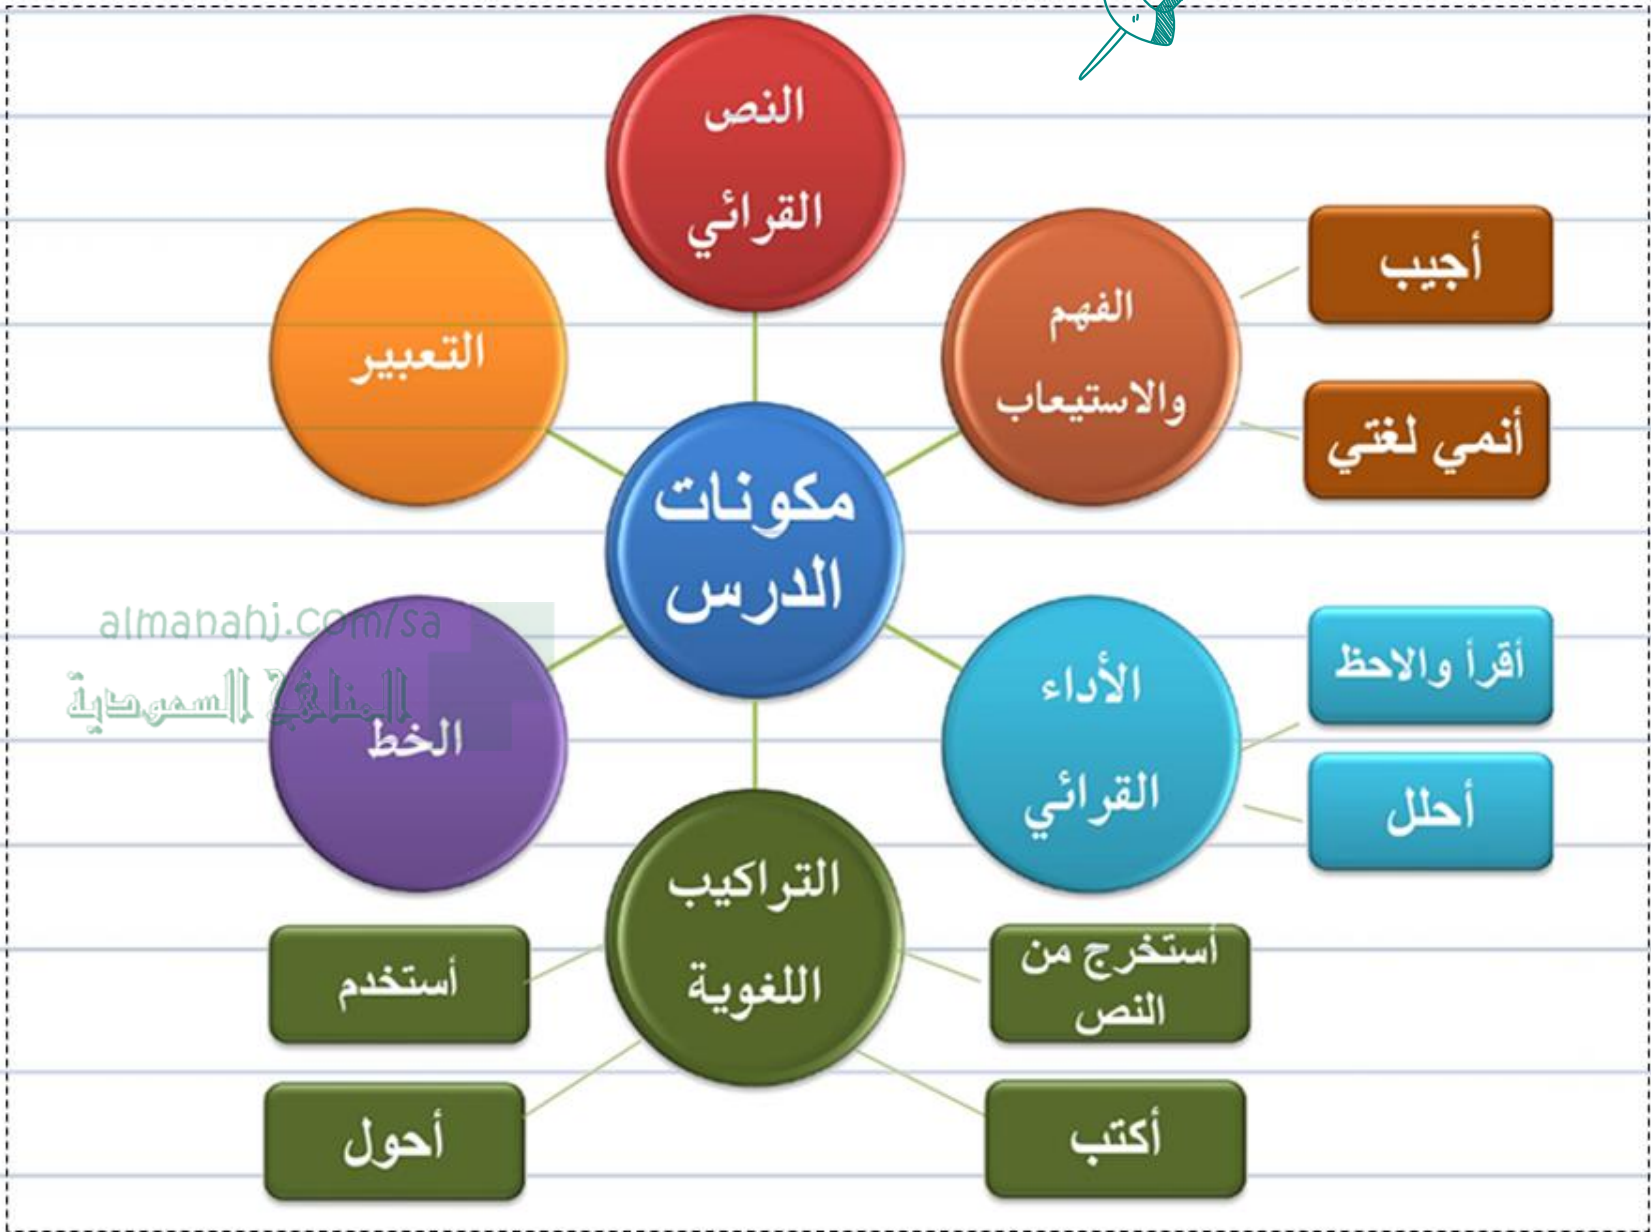 النص
القرائي
الفهم
والاستيعاب
أجيب
أنمي لغتي
التعبير
مكونات
الدرس
الأداء
القرائي
أقرأ والاحظ
أحلل
الخط
almanahj.com/sa
المناهج السعودية
التراكيب
اللغوية
أستخرج من
النص
أكتب
أستخدم
أحول